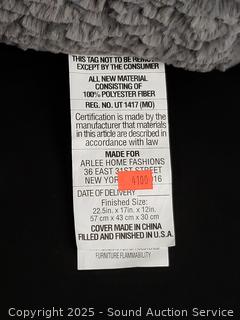 THIS TAG NOT TO BE REMOVED
EXCEPT BY THE CONSUMER
ALL NEW MATERIAL
CONSISTING OF
100% POLYESTER FIBER
REG. NO. UT 1417 (MO)
Certification is made by the
manufacturer that materials
in this article are described in
accordance with law
MADE FOR
ARLEE HOME FASHIONS
36 EAST 31ST STREET
NEW YOR 016
4100
DATE OF DELIVERY
Finished Size:
22.5in. x 17in. x 12in.
57 cm x 43 cm x 30 cm
COVER MADE IN CHINA
FILLED AND FINISHED IN U.S.A.
FURNITURE FLAMMABILITY
Copyright 2025 - Sound Auction Service